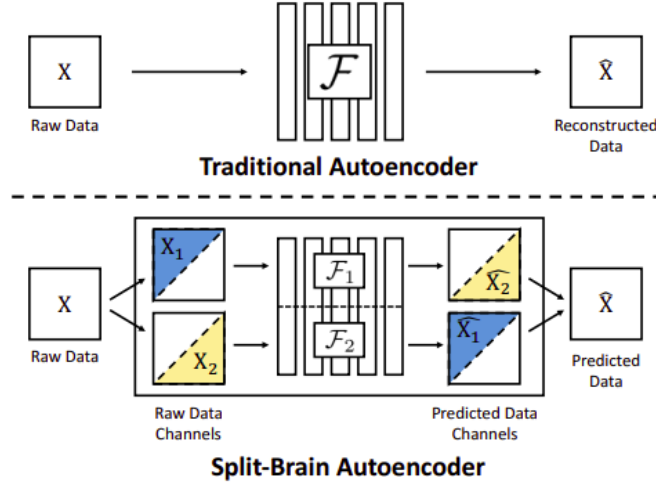 X
ℱ
X̂
Raw Data
Reconstructed
Data
Traditional Autoencoder
X₁
ℱ₁
X̂₂
X
X̂
X₂
ℱ₂
X̂₁
Raw Data
Predicted
Data
Raw Data
Channels
Predicted Data
Channels
Split-Brain Autoencoder